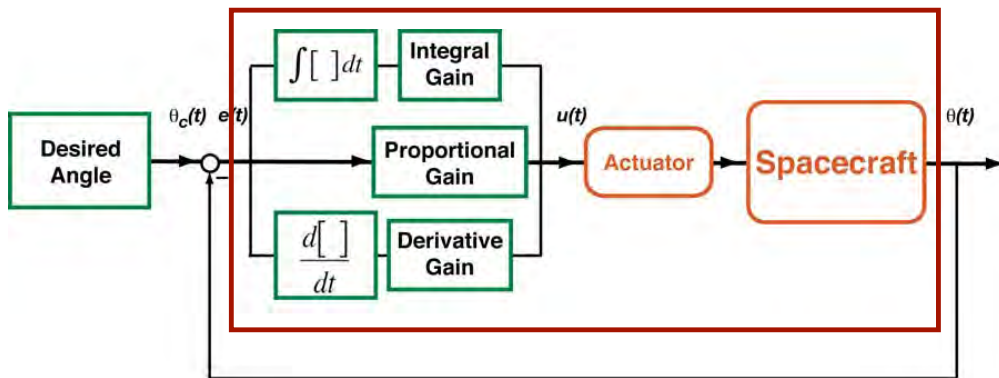 ∫[ ]dt
Integral
Gain
θc(t)
e(t)
u(t)
θ(t)
Desired
Angle
Proportional
Gain
Actuator
Spacecraft
–
d[ ]
dt
Derivative
Gain